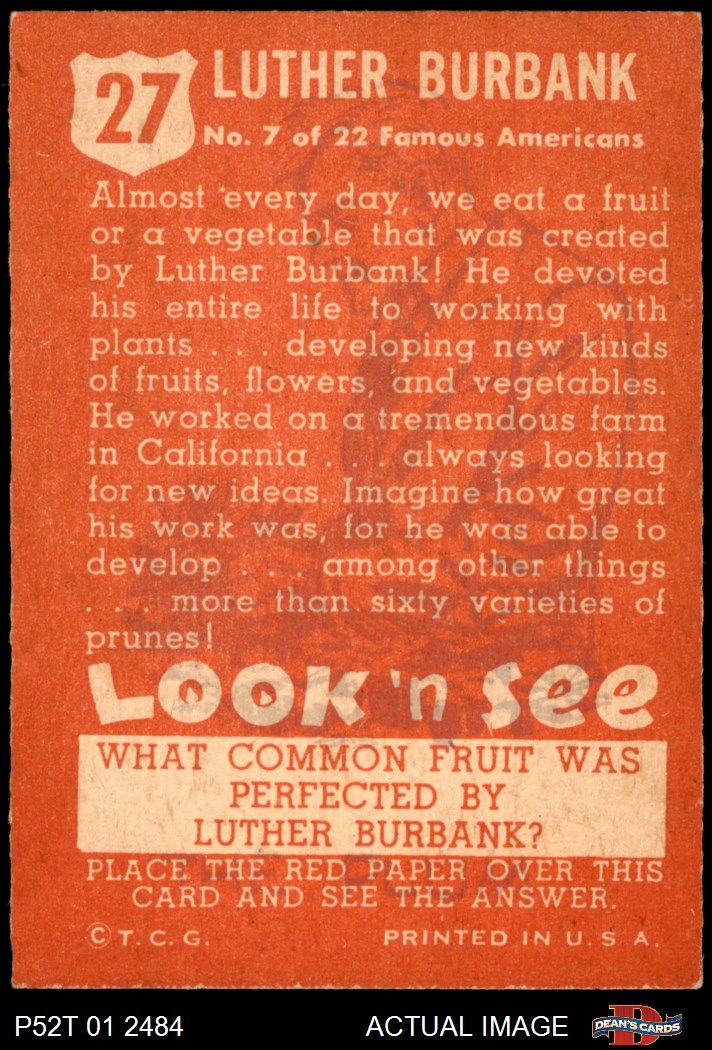 27
LUTHER BURBANK
No. 7 of 22 Famous Americans
Almost every day, we eat a fruit
or a vegetable that was created
by Luther Burbank! He devoted
his entire life to working with
plants . . . developing new kinds
of fruits, flowers, and vegetables.
He worked on a tremendous farm
in California . . . always looking
for new ideas. Imagine how great
his work was, for he was able to
develop . . . among other things
. . . more than sixty varieties of
prunes!
LOOK 'n See
WHAT COMMON FRUIT WAS
PERFECTED BY
LUTHER BURBANK?
PLACE THE RED PAPER OVER THIS
CARD AND SEE THE ANSWER.
© T. C. G. PRINTED IN U. S A.
P52T 01 2484 ACTUAL IMAGE DEAN'S CARDS